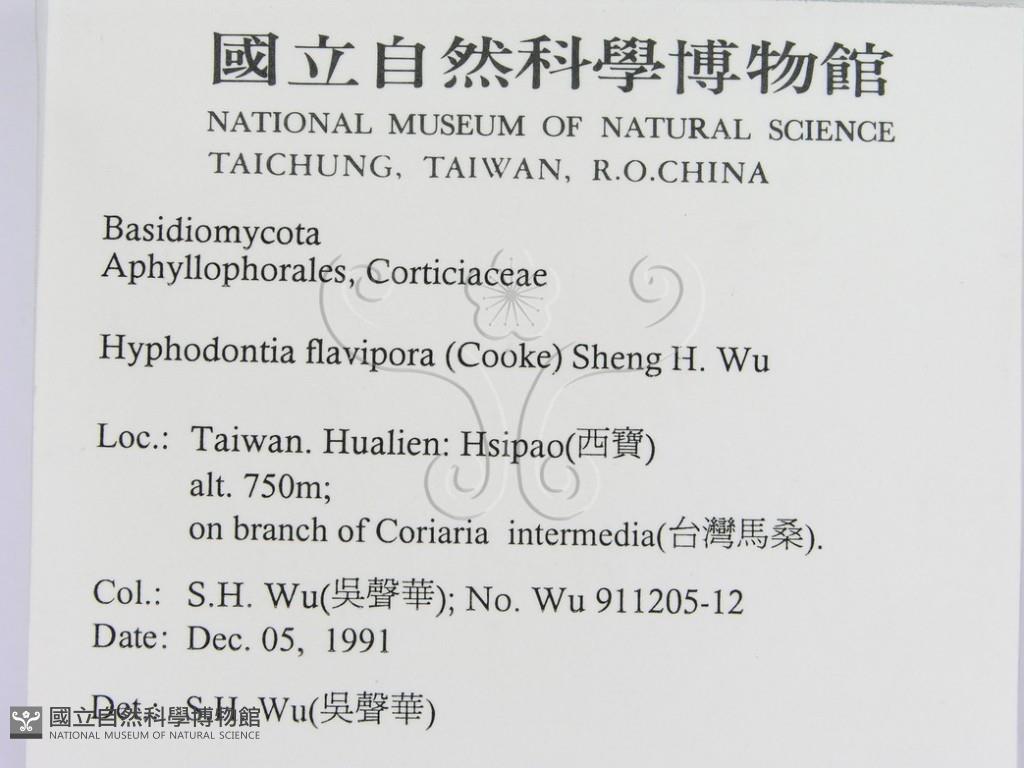 國立自然科學博物館
NATIONAL MUSEUM OF NATURAL SCIENCE
TAICHUNG, TAIWAN, R.O.CHINA
Basidiomycota
Aphyllophorales, Corticiaceae
Hyphodontia flavipora (Cooke) Sheng H. Wu
Loc.: Taiwan. Hualien: Hsipao(西寶)
alt. 750m;
on branch of Coriaria intermedia(台灣馬桑).
Col.: S.H. Wu(吳聲華); No. Wu 911205-12
Date: Dec. 05, 1991
Det.: S.H. Wu(吳聲華)
國立自然科學博物館
NATIONAL MUSEUM OF NATURAL SCIENCE